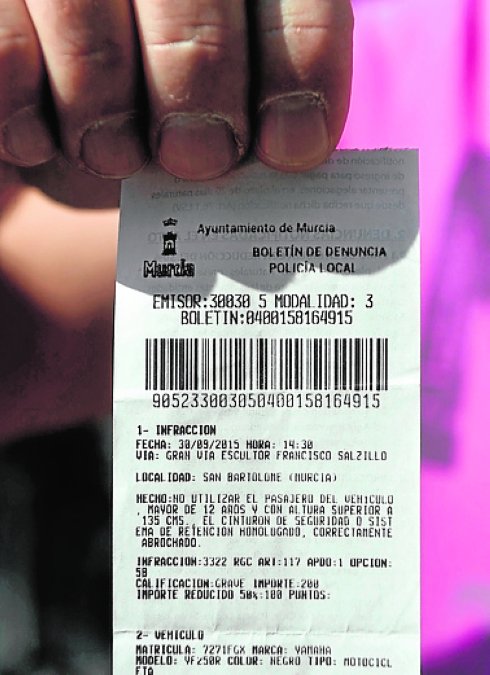 Ayuntamiento de Murcia
Murcia
BOLETÍN DE DENUNCIA
POLICÍA LOCAL
EMISOR:30030 5 MODALIDAD: 3
BOLETIN:0400158164915
905233003050400158164915
1- INFRACCION
FECHA: 30/09/2015 HORA: 14:30
VIA: GRAN VIA ESCULTOR FRANCISCO SALZILLO
LOCALIDAD: SAN BARTOLOME (MURCIA)
HECHO:NO UTILIZAR EL PASAJERO DEL VEHICULO
, MAYOR DE 12 AÑOS Y CON ALTURA SUPERIOR A
135 CMS., EL CINTURON DE SEGURIDAD O SIST
EMA DE RETENCION HOMOLOGADO, CORRECTAMENTE
ABROCHADO.
INFRACCION:3322 RGC ART:117 APDO:1 OPCION:
5B
CALIFICACION:GRAVE IMPORTE:200
IMPORTE REDUCIDO 50%:100 PUNTOS:
2- VEHICULO
MATRICULA: 7271FGX MARCA: YAMAHA
MODELO: YF250R COLOR: NEGRO TIPO: MOTOCICL
ETA